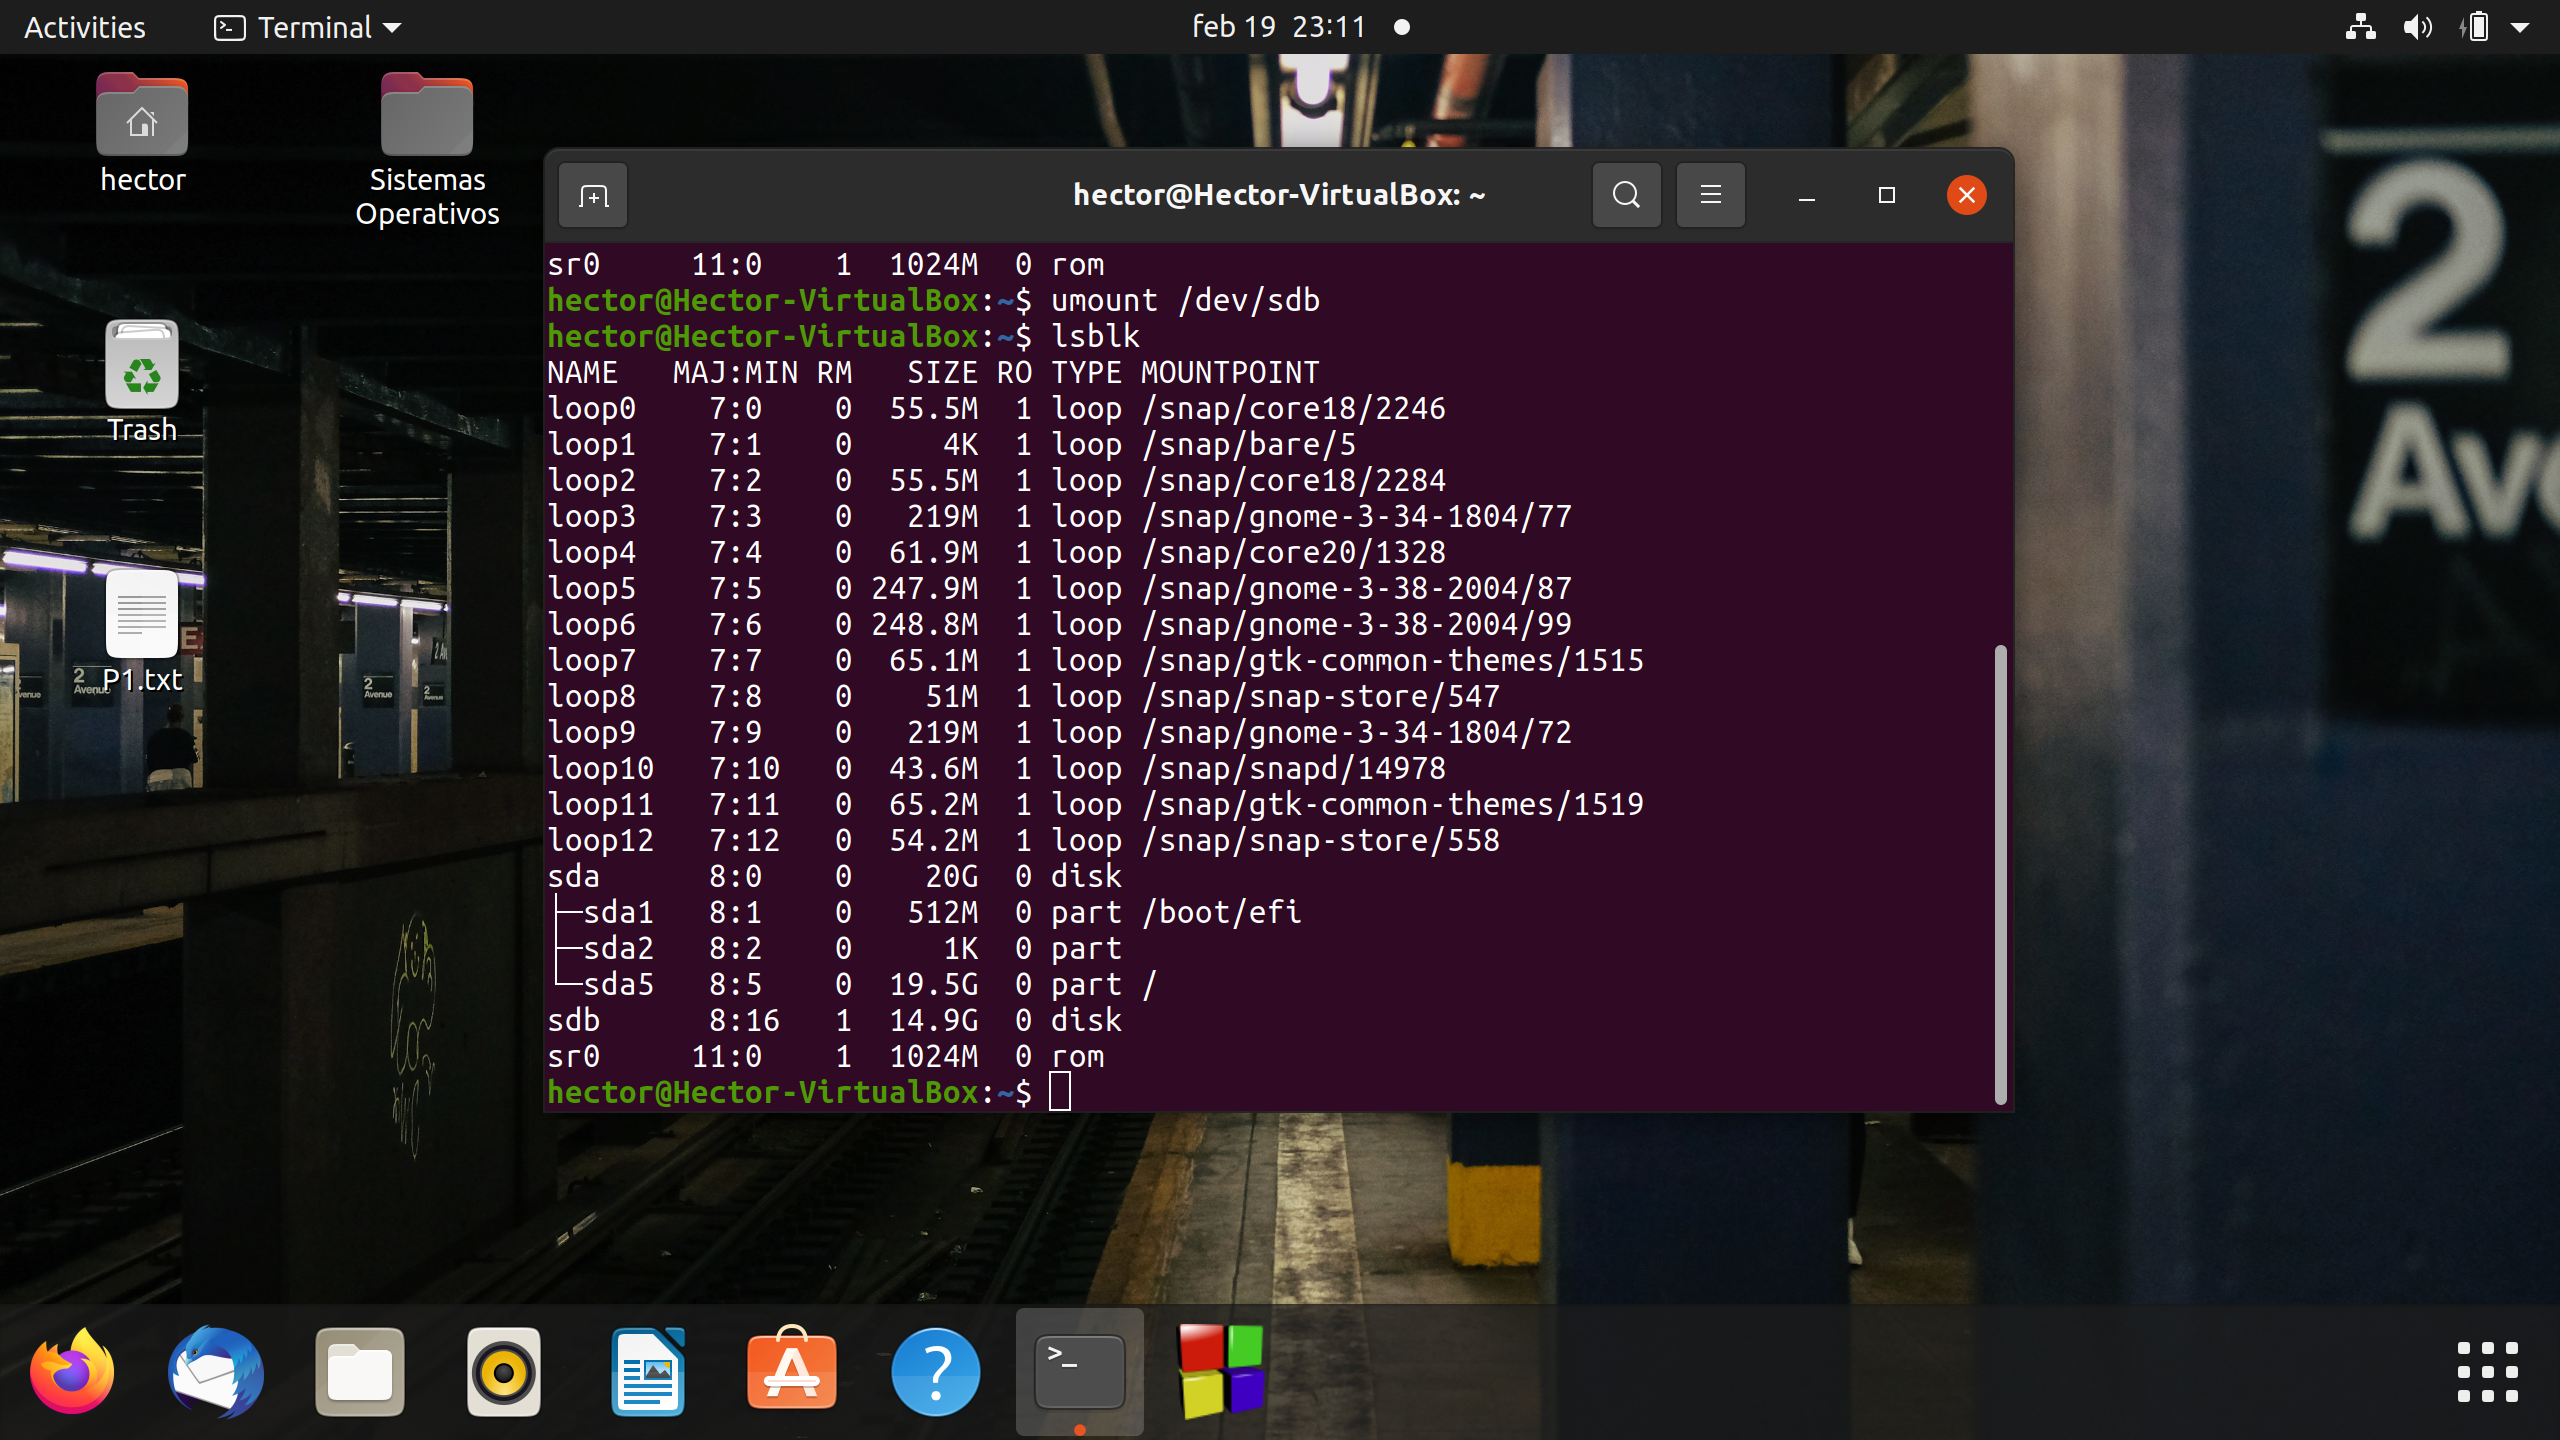 Activities
Terminal
feb 19 23:11
hector
Sistemas
Operativos
Trash
P1.txt
hector@Hector-VirtualBox: ~
sr0 11:0 1 1024M 0 rom
hector@Hector-VirtualBox:~$ umount /dev/sdb
hector@Hector-VirtualBox:~$ lsblk
NAME MAJ:MIN RM SIZE RO TYPE MOUNTPOINT
loop0 7:0 0 55.5M 1 loop /snap/core18/2246
loop1 7:1 0 4K 1 loop /snap/bare/5
loop2 7:2 0 55.5M 1 loop /snap/core18/2284
loop3 7:3 0 219M 1 loop /snap/gnome-3-34-1804/77
loop4 7:4 0 61.9M 1 loop /snap/core20/1328
loop5 7:5 0 247.9M 1 loop /snap/gnome-3-38-2004/87
loop6 7:6 0 248.8M 1 loop /snap/gnome-3-38-2004/99
loop7 7:7 0 65.1M 1 loop /snap/gtk-common-themes/1515
loop8 7:8 0 51M 1 loop /snap/snap-store/547
loop9 7:9 0 219M 1 loop /snap/gnome-3-34-1804/72
loop10 7:10 0 43.6M 1 loop /snap/snapd/14978
loop11 7:11 0 65.2M 1 loop /snap/gtk-common-themes/1519
loop12 7:12 0 54.2M 1 loop /snap/snap-store/558
sda 8:0 0 20G 0 disk
├─sda1 8:1 0 512M 0 part /boot/efi
├─sda2 8:2 0 1K 0 part
└─sda5 8:5 0 19.5G 0 part /
sdb 8:16 1 14.9G 0 disk
sr0 11:0 1 1024M 0 rom
hector@Hector-VirtualBox:~$
2
Ave
2
Avenue
2
Avenue
2
Avenue